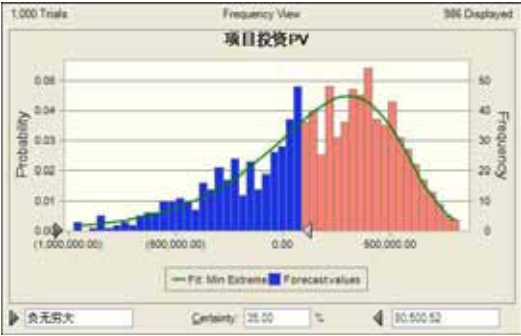 1,000 Trials Frequency View 986 Displayed
项目投资PV
0.05 50
0.04 40
0.03 30
0.02 20
0.01 10
0.00 0
Probability
Frequency
(1,000,000.00) (500,000.00) 0.00 500,000.00
Fit: Min Extreme Forecast values
负无穷大 Certainty: 35.00 % 80,500.52